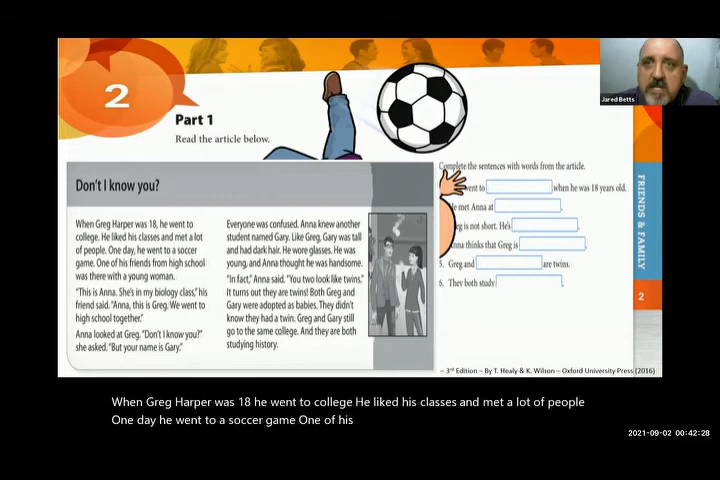 2
Part 1
Read the article below.
Jared Betts
Don't I know you?
When Greg Harper was 18, he went to
college. He liked his classes and met a lot
of people. One day, he went to a soccer
game. One of his friends from high school
was there with a young woman.
"This is Anna. She's in my biology class," his
friend said. "Anna, this is Greg. We went to
high school together."
Anna looked at Greg. "Don't I know you?"
she asked. "But your name is Gary."
Everyone was confused. Anna knew another
student named Gary. Like Greg, Gary was tall
and had dark hair. He wore glasses. He was
young, and Anna thought he was handsome.
"In fact," Anna said. "You two look like twins."
It turns out they are twins! Both Greg and
Gary were adopted as babies. They didn't
know they had a twin. Greg and Gary still
go to the same college. And they are both
studying history.
Complete the sentences with words from the article.
went to when he was 18 years old.
met Anna at .
is not short. He's .
thinks that Greg is .
5. Greg and are twins.
6. They both study .
FRIENDS & FAMILY
2
– 3rd Edition – By T. Healy & K. Wilson – Oxford University Press (2016)
When Greg Harper was 18 he went to college He liked his classes and met a lot of people
One day he went to a soccer game One of his
2021-09-02 00:42:28